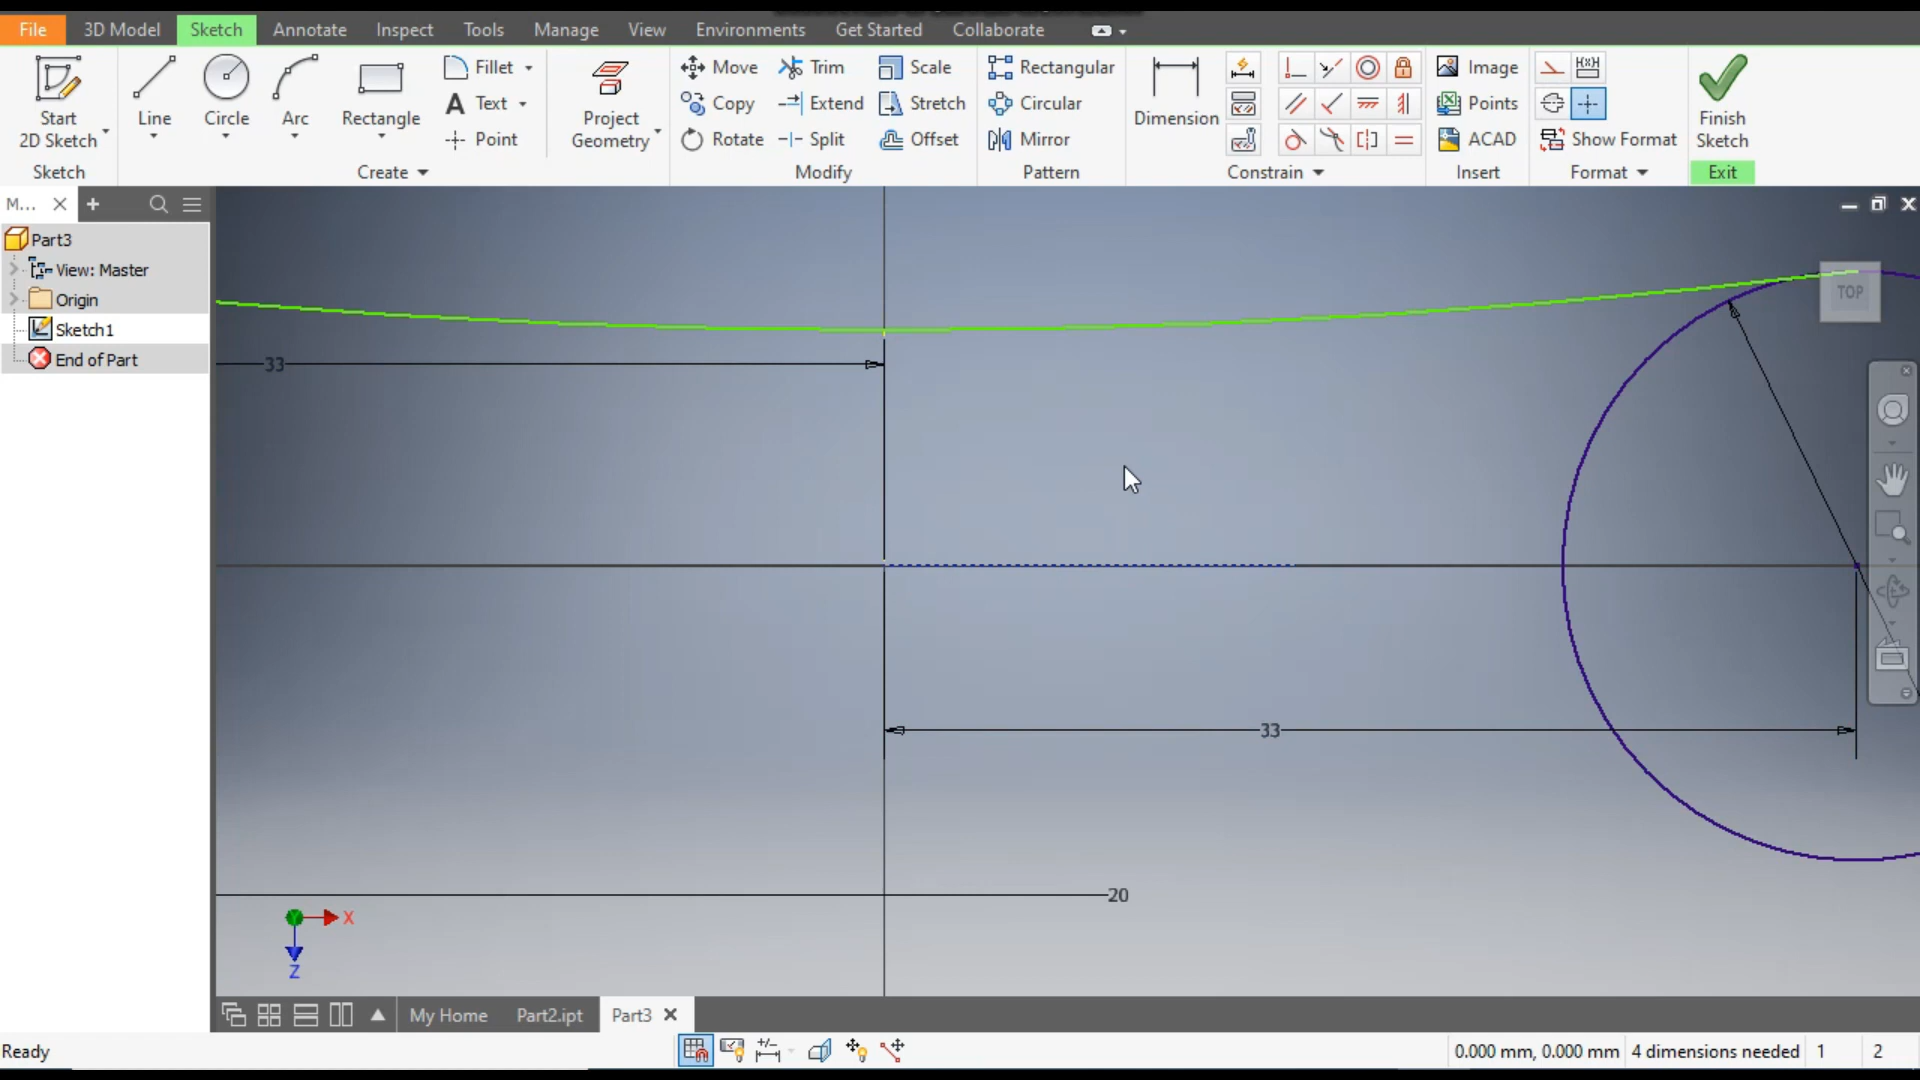 File 3D Model Sketch Annotate Inspect Tools Manage View Environments Get Started Collaborate
Start
2D Sketch
Line
Circle
Arc
Rectangle
Fillet
Text
Point
Project
Geometry
Move
Copy
Rotate
Trim
Extend
Split
Scale
Stretch
Offset
Rectangular
Circular
Mirror
Dimension
Image
Points
ACAD
Show Format
Finish
Sketch
Sketch Create Modify Pattern Constrain Insert Format Exit
M...
Part3
View: Master
Origin
Sketch1
End of Part
TOP
33
33
20
X
Z
My Home Part2.ipt Part3
Ready
0.000 mm, 0.000 mm 4 dimensions needed 1 2